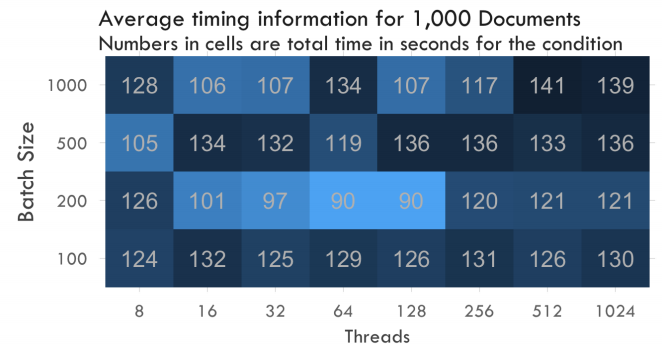 Average timing information for 1,000 Documents
Numbers in cells are total time in seconds for the condition
Batch Size
1000 128 106 107 134 107 117 141 139
500 105 134 132 119 136 136 133 136
200 126 101 97 90 90 120 121 121
100 124 132 125 129 126 131 126 130
8 16 32 64 128 256 512 1024
Threads